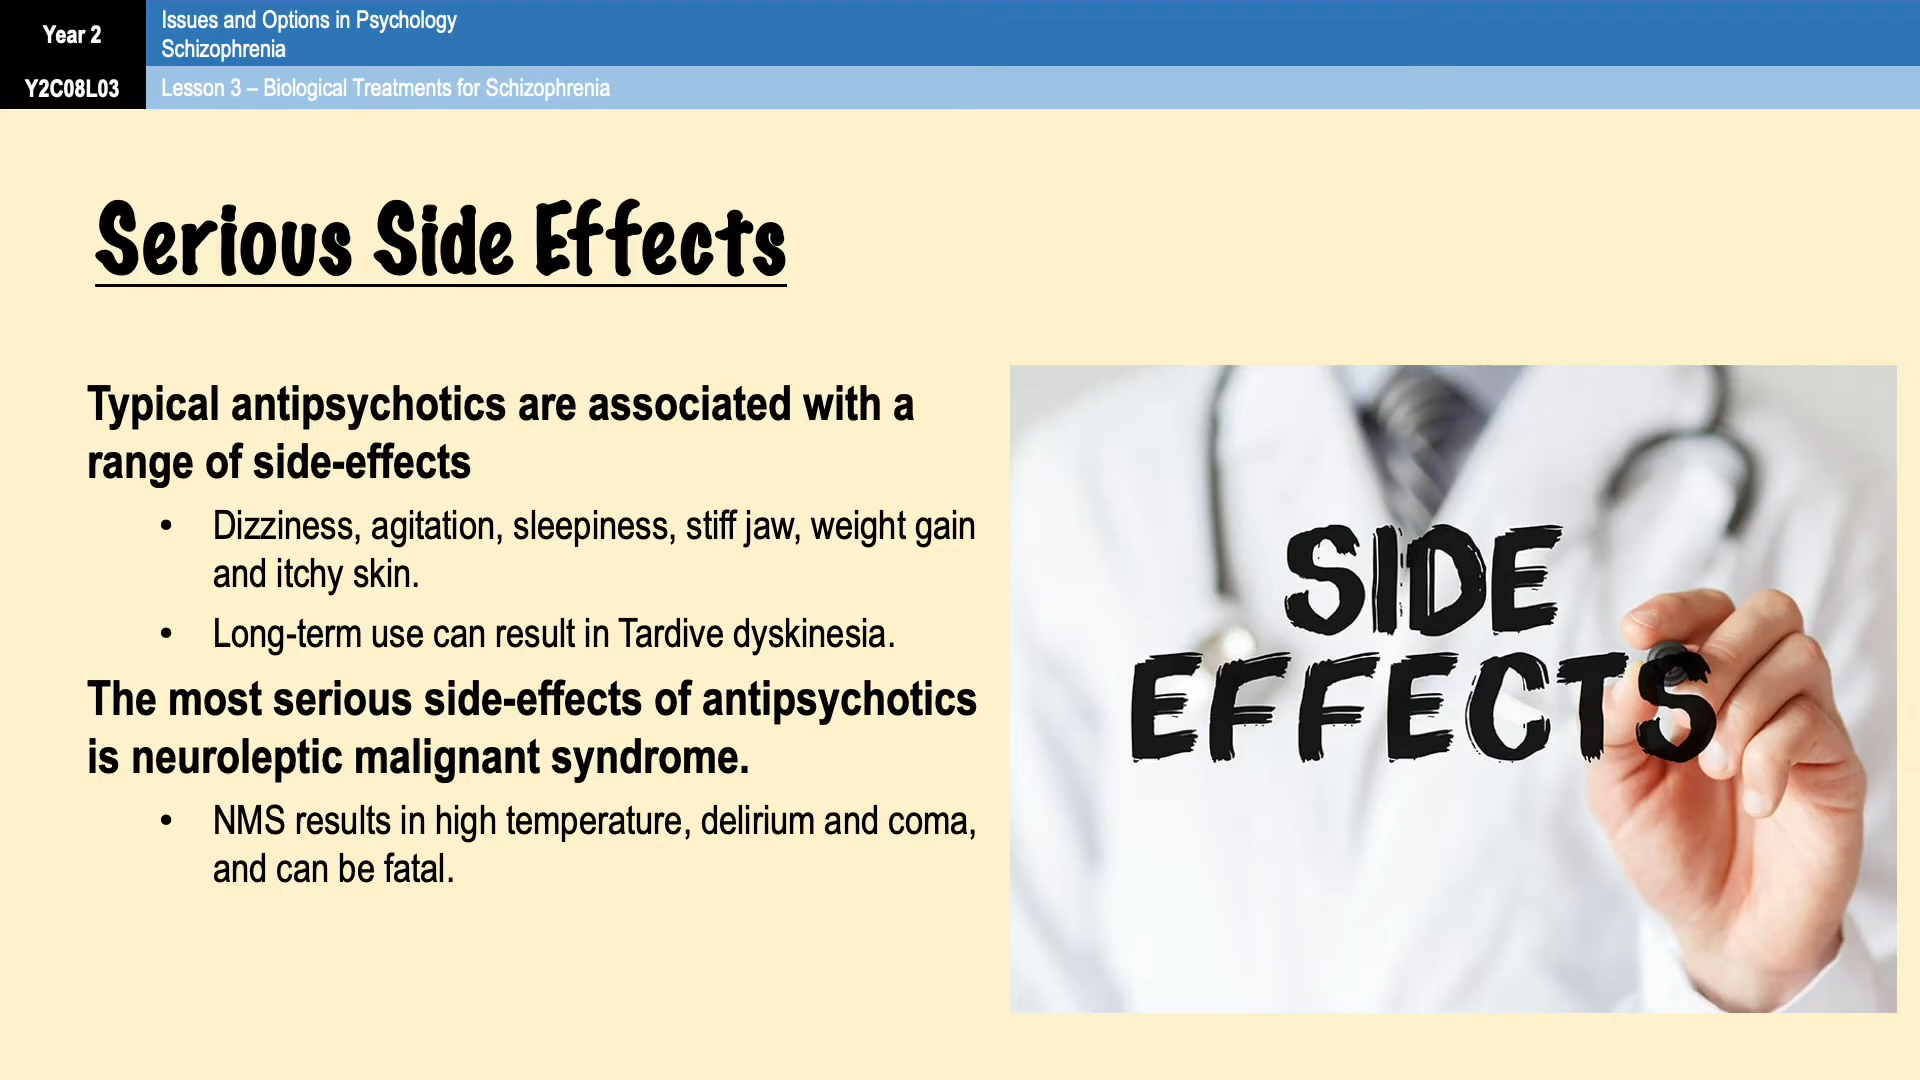 Year 2
Issues and Options in Psychology
Schizophrenia
Y2C08L03
Lesson 3 – Biological Treatments for Schizophrenia
Serious Side Effects
Typical antipsychotics are associated with a
range of side-effects
• Dizziness, agitation, sleepiness, stiff jaw, weight gain
and itchy skin.
• Long-term use can result in Tardive dyskinesia.
The most serious side-effects of antipsychotics
is neuroleptic malignant syndrome.
• NMS results in high temperature, delirium and coma,
and can be fatal.
SIDE
EFFECTS